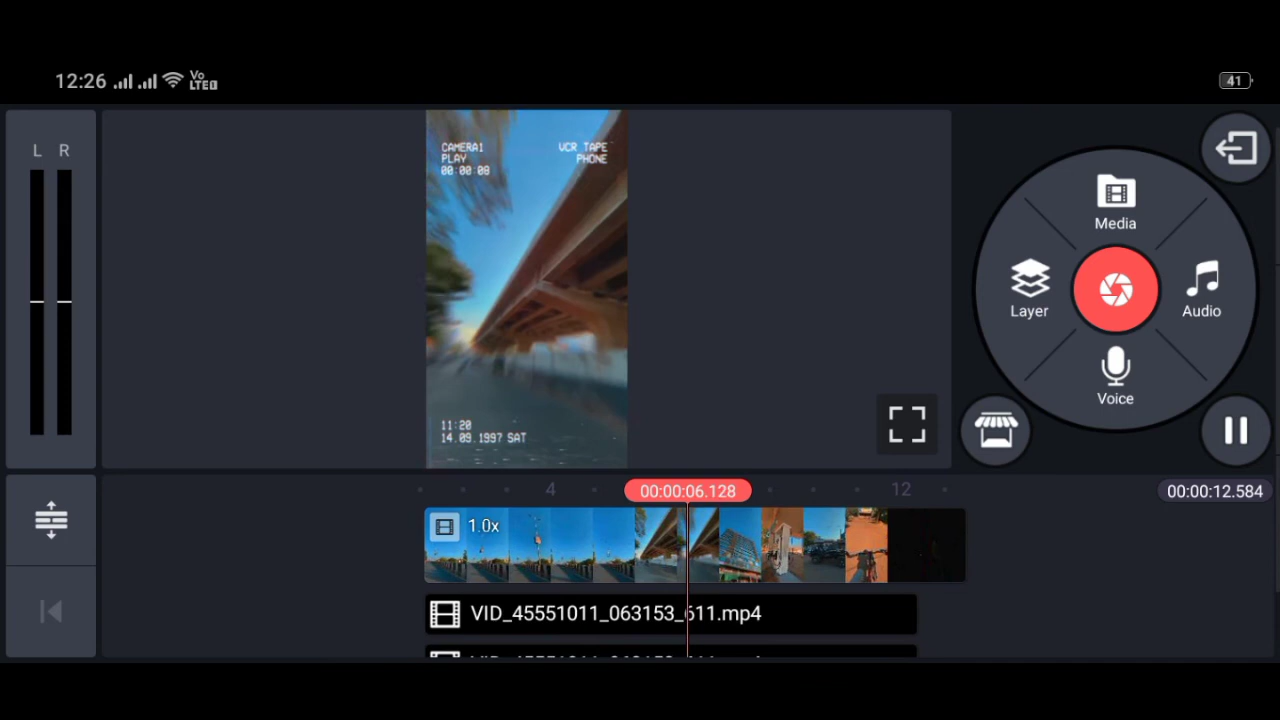 12:26 Vo LTE 41
L R
CAMERA1
PLAY
00:00:08
VCR TAPE
PHONE
11:20
14.09.1997 SAT
Media
Layer
Audio
Voice
4
00:00:06.128
12
00:00:12.584
1.0x
VID_45551011_063153_611.mp4